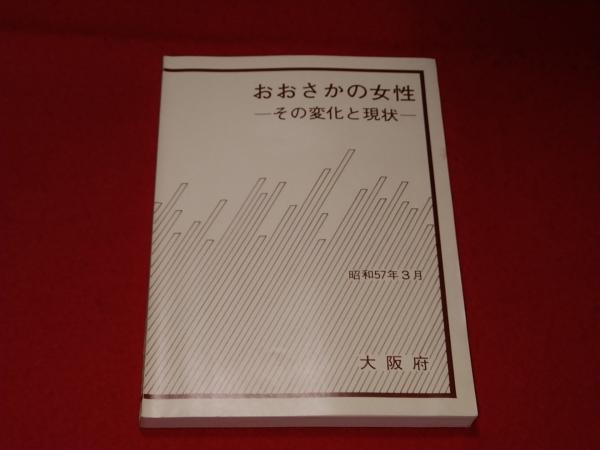 おおさかの女性
—その変化と現状—
昭和57年3月
大阪府